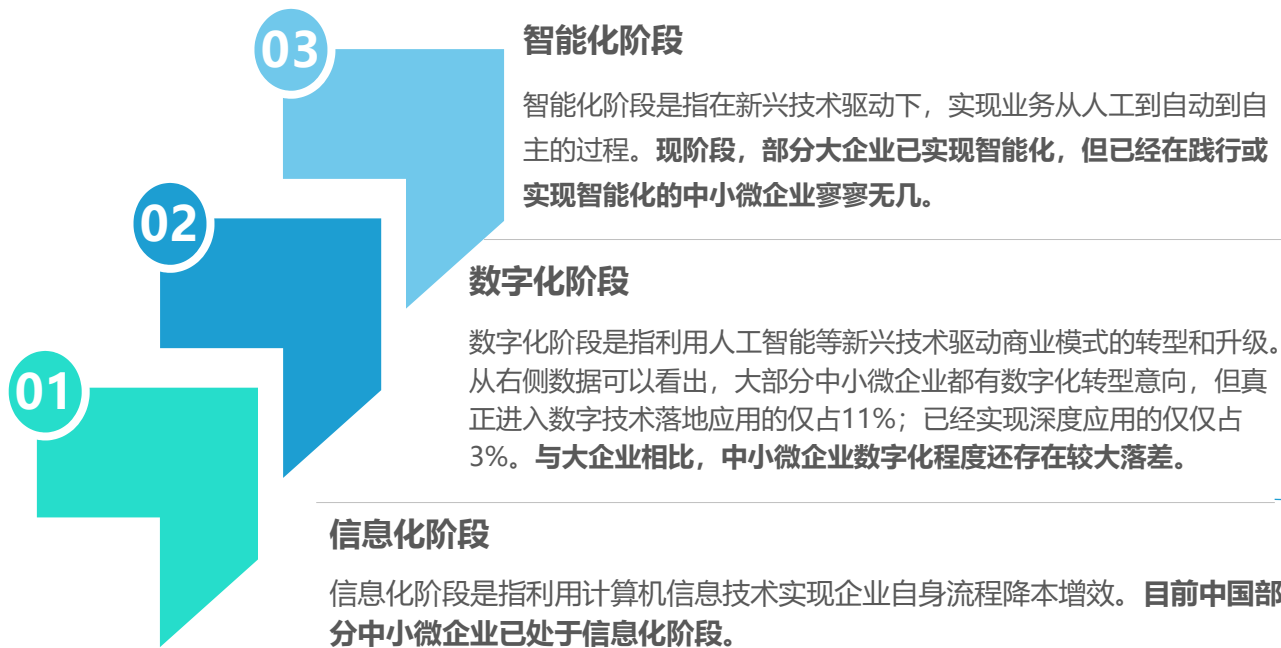 03
智能化阶段
智能化阶段是指在新兴技术驱动下，实现业务从人工到自动到自
主的过程。现阶段，部分大企业已实现智能化，但已经在践行或
实现智能化的中小微企业寥寥无几。
02
数字化阶段
数字化阶段是指利用人工智能等新兴技术驱动商业模式的转型和升级。
从右侧数据可以看出，大部分中小微企业都有数字化转型意向，但真
正进入数字技术落地应用的仅占11%；已经实现深度应用的仅仅占
3%。与大企业相比，中小微企业数字化程度还存在较大落差。
01
信息化阶段
信息化阶段是指利用计算机信息技术实现企业自身流程降本增效。目前中国部
分中小微企业已处于信息化阶段。